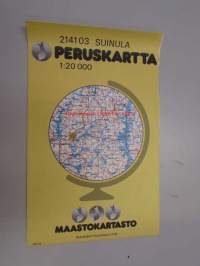 214103 SUINULA
PERUSKARTTA
1:20 000
MAASTOKARTASTO